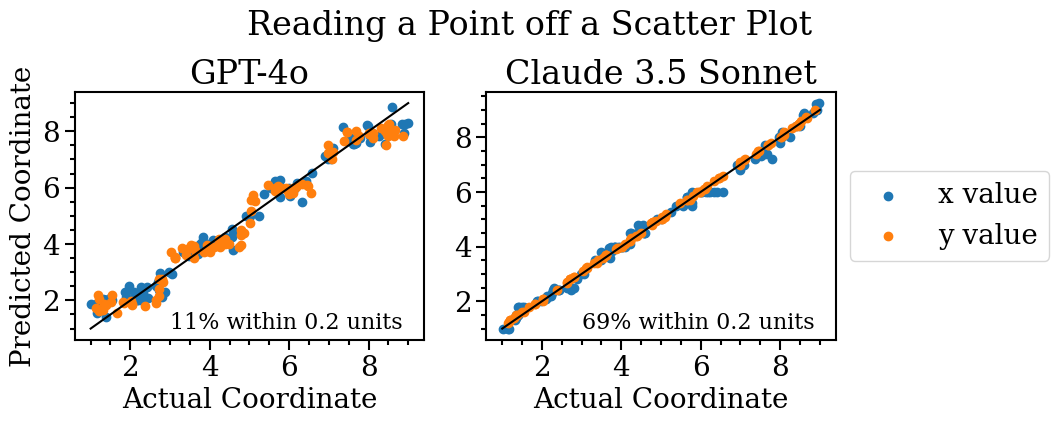 Reading a Point off a Scatter Plot
GPT-4o
Claude 3.5 Sonnet
Predicted Coordinate
8
6
4
2
11% within 0.2 units
2 4 6 8
Actual Coordinate
8
6
4
2
69% within 0.2 units
2 4 6 8
Actual Coordinate
x value
y value